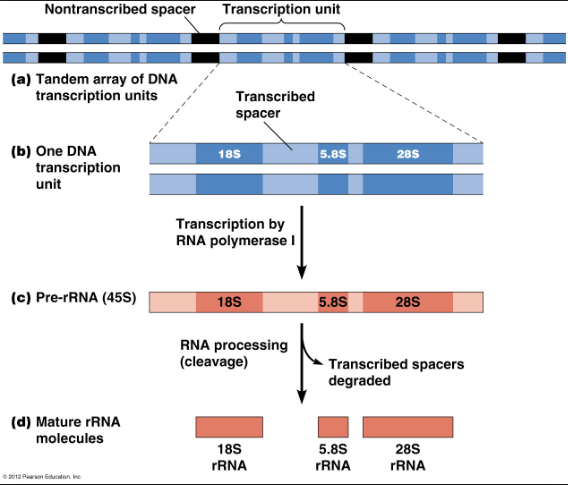 Nontranscribed spacer Transcription unit
(a) Tandem array of DNA
transcription units
Transcribed
spacer
(b) One DNA
transcription
unit
18S 5.8S 28S
Transcription by
RNA polymerase I
(c) Pre-rRNA (45S)
18S 5.8S 28S
RNA processing
(cleavage)
Transcribed spacers
degraded
(d) Mature rRNA
molecules
18S 5.8S 28S
rRNA rRNA rRNA
© 2012 Pearson Education, Inc.